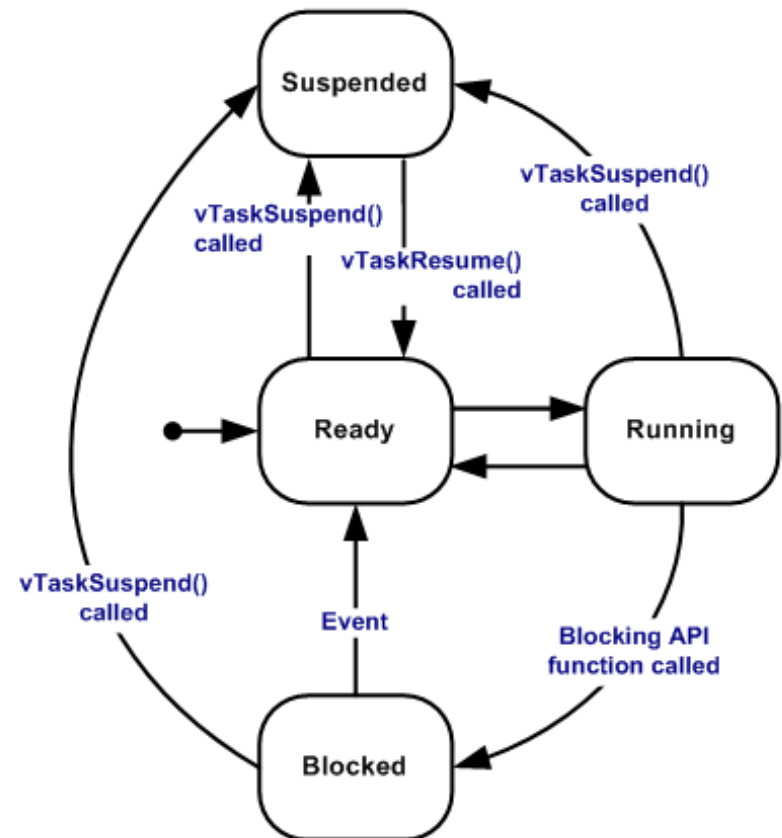 Suspended
vTaskSuspend()
called
vTaskSuspend()
called
vTaskResume()
called
Ready
Running
vTaskSuspend()
called
Event
Blocking API
function called
Blocked